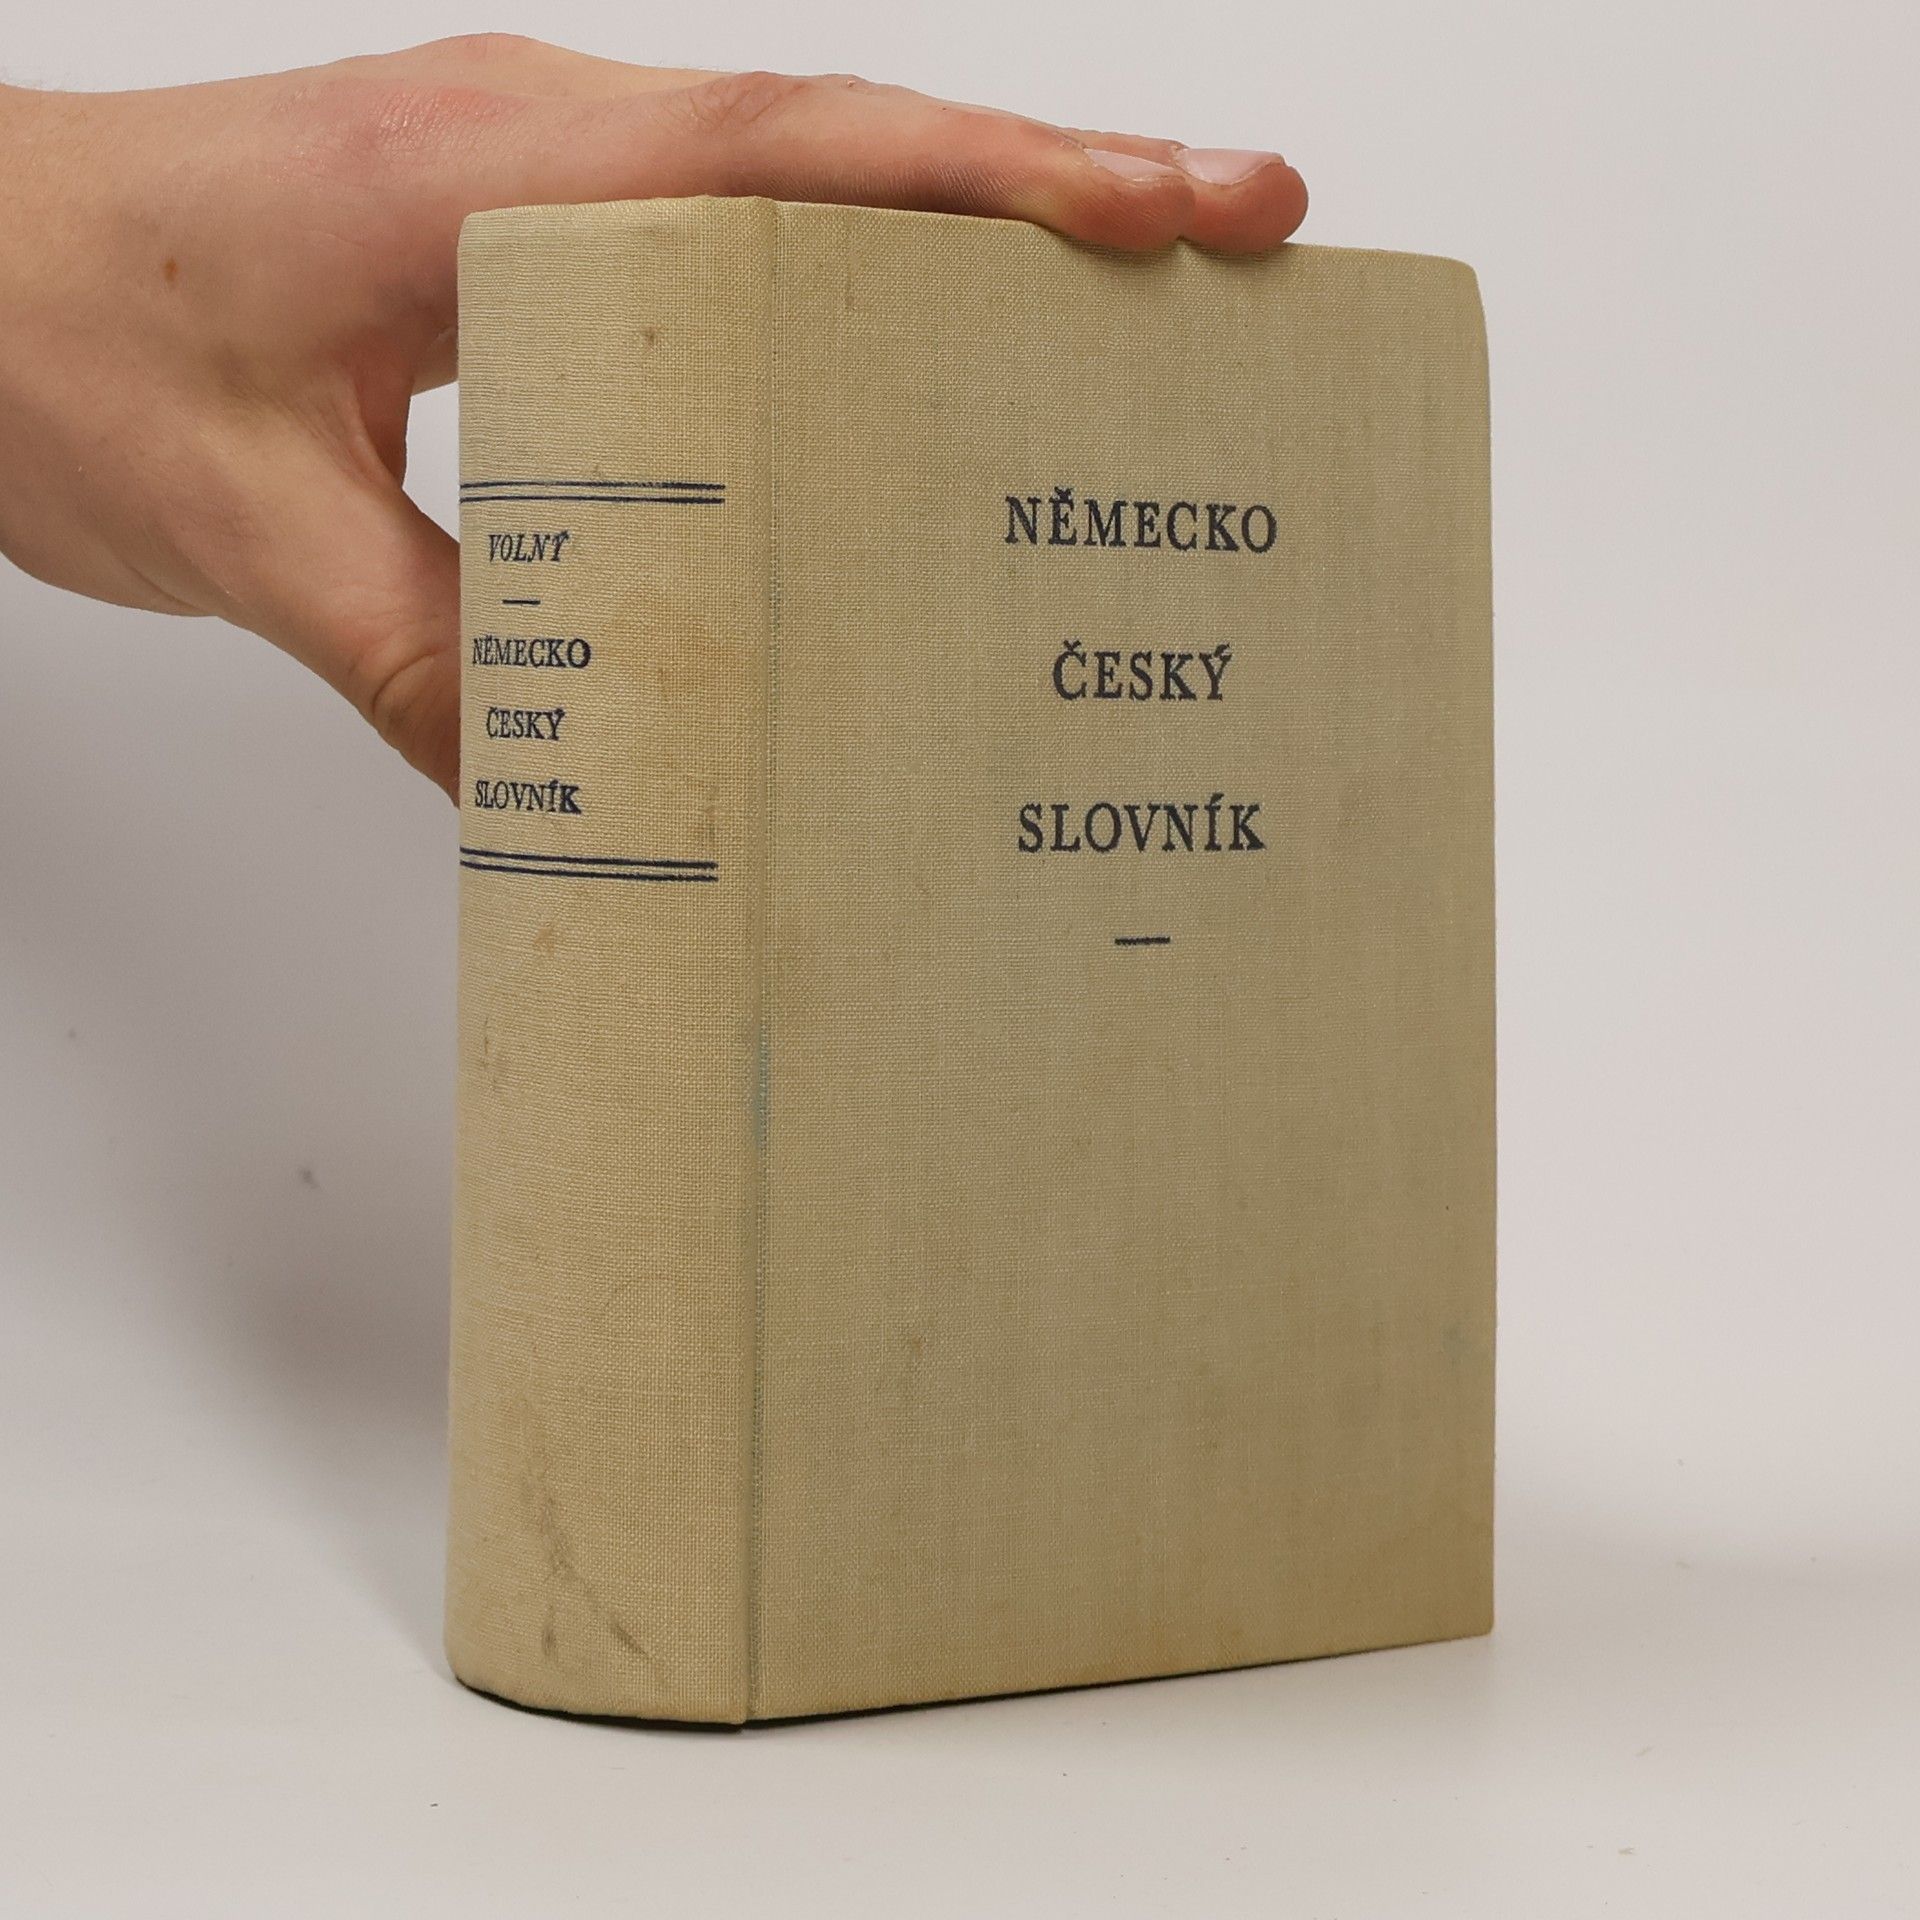 VOLNÝ
NĚMECKO
ČESKÝ
SLOVNÍK
NĚMECKO
ČESKÝ
SLOVNÍK